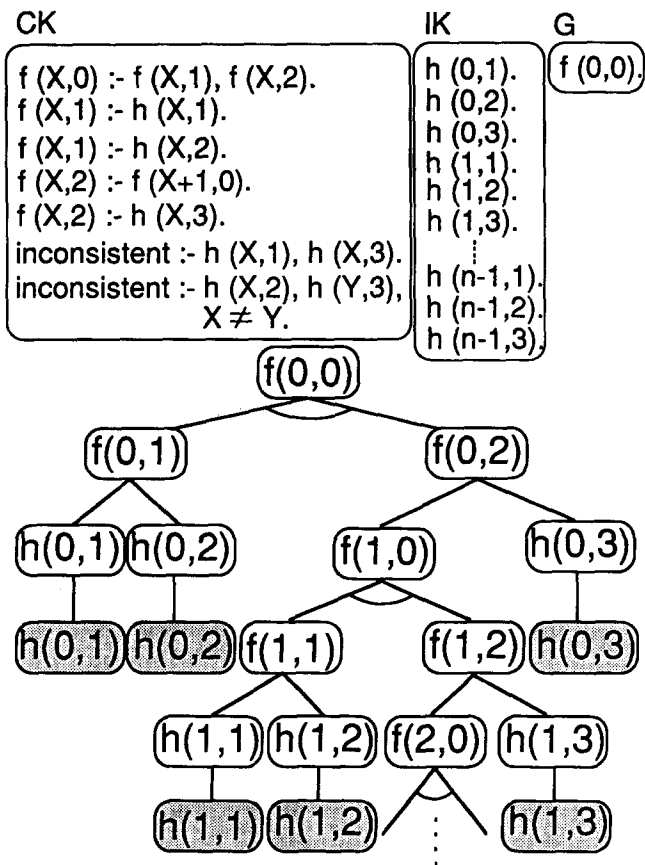 CK
f (X,0) :- f (X,1), f (X,2).
f (X,1) :- h (X,1).
f (X,1) :- h (X,2).
f (X,2) :- f (X+1,0).
f (X,2) :- h (X,3).
inconsistent :- h (X,1), h (X,3).
inconsistent :- h (X,2), h (Y,3),
X ≠ Y.
IK
h (0,1).
h (0,2).
h (0,3).
h (1,1).
h (1,2).
h (1,3).
h (n-1,1).
h (n-1,2).
h (n-1,3).
G
f (0,0).
f(0,0)
f(0,1) f(0,2)
h(0,1) h(0,2) f(1,0) h(0,3)
h(0,1) h(0,2) f(1,1) f(1,2) h(0,3)
h(1,1) h(1,2) f(2,0) h(1,3)
h(1,1) h(1,2) h(1,3)